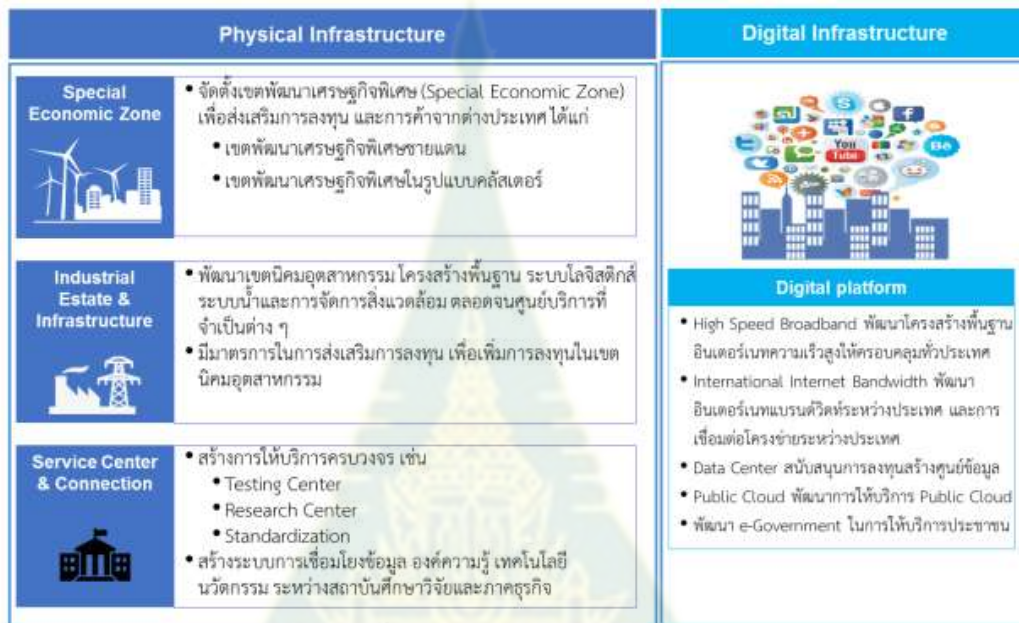 Physical Infrastructure
Special
Economic Zone
• จัดตั้งเขตพัฒนาเศรษฐกิจพิเศษ (Special Economic Zone)
เพื่อส่งเสริมการลงทุน และการค้าจากต่างประเทศ ได้แก่
• เขตพัฒนาเศรษฐกิจพิเศษชายแดน
• เขตพัฒนาเศรษฐกิจพิเศษในรูปแบบคลัสเตอร์
Industrial
Estate &
Infrastructure
• พัฒนาเขตนิคมอุตสาหกรรม โครงสร้างพื้นฐาน ระบบโลจิสติกส์
ระบบน้ำและการจัดการสิ่งแวดล้อม ตลอดจนศูนย์บริการที่
จำเป็นต่าง ๆ
• มีมาตรการในการส่งเสริมการลงทุน เพื่อเพิ่มการลงทุนในเขต
นิคมอุตสาหกรรม
Service Center
& Connection
• สร้างการให้บริการครบวงจร เช่น
• Testing Center
• Research Center
• Standardization
• สร้างระบบการเชื่อมโยงข้อมูล องค์ความรู้ เทคโนโลยี
นวัตกรรม ระหว่างสถาบันศึกษาวิจัยและภาคธุรกิจ
Digital Infrastructure
You
Tube
Bē
Digital platform
• High Speed Broadband พัฒนาโครงสร้างพื้นฐาน
อินเตอร์เนทความเร็วสูงให้ครอบคลุมทั่วประเทศ
• International Internet Bandwidth พัฒนา
อินเตอร์เนทแบรนด์วิดท์ระหว่างประเทศ และการ
เชื่อมต่อโครงข่ายระหว่างประเทศ
• Data Center สนับสนุนการลงทุนสร้างศูนย์ข้อมูล
• Public Cloud พัฒนาการให้บริการ Public Cloud
• พัฒนา e-Government ในการให้บริการประชาชน